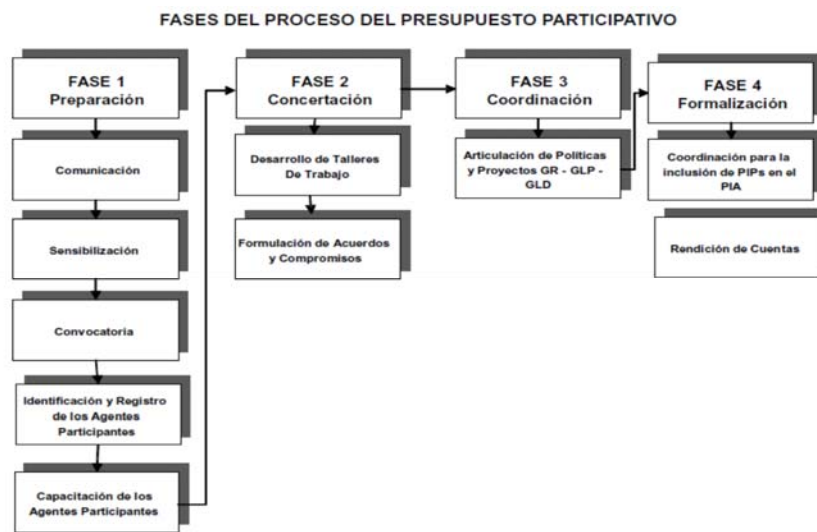 FASES DEL PROCESO DEL PRESUPUESTO PARTICIPATIVO
FASE 1
Preparación
Comunicación
Sensibilización
Convocatoria
Identificación y Registro
de los Agentes
Participantes
Capacitación de los
Agentes Participantes
FASE 2
Concertación
Desarrollo de Talleres
De Trabajo
Formulación de Acuerdos
y Compromisos
FASE 3
Coordinación
Articulación de Políticas
y Proyectos GR - GLP -
GLD
FASE 4
Formalización
Coordinación para la
inclusión de PIPs en el
PIA
Rendición de Cuentas